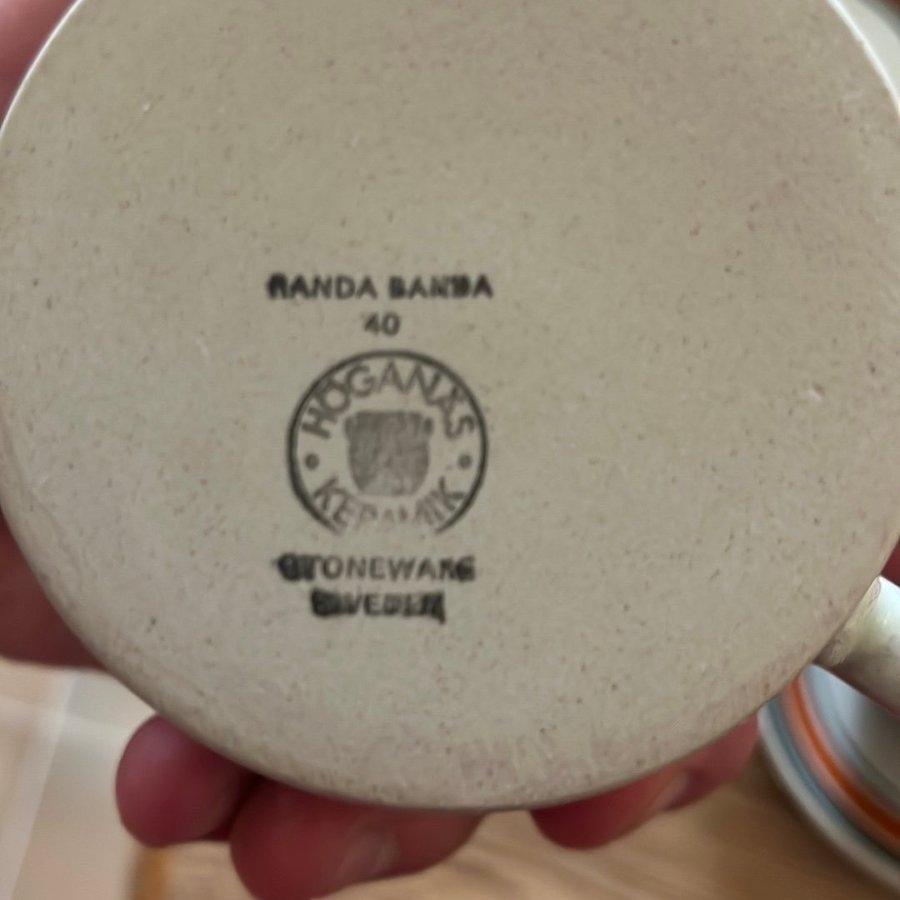 RANDA BANDA
40
HÖGANÄS
KERAMIK
STONEWARE
SWEDEN